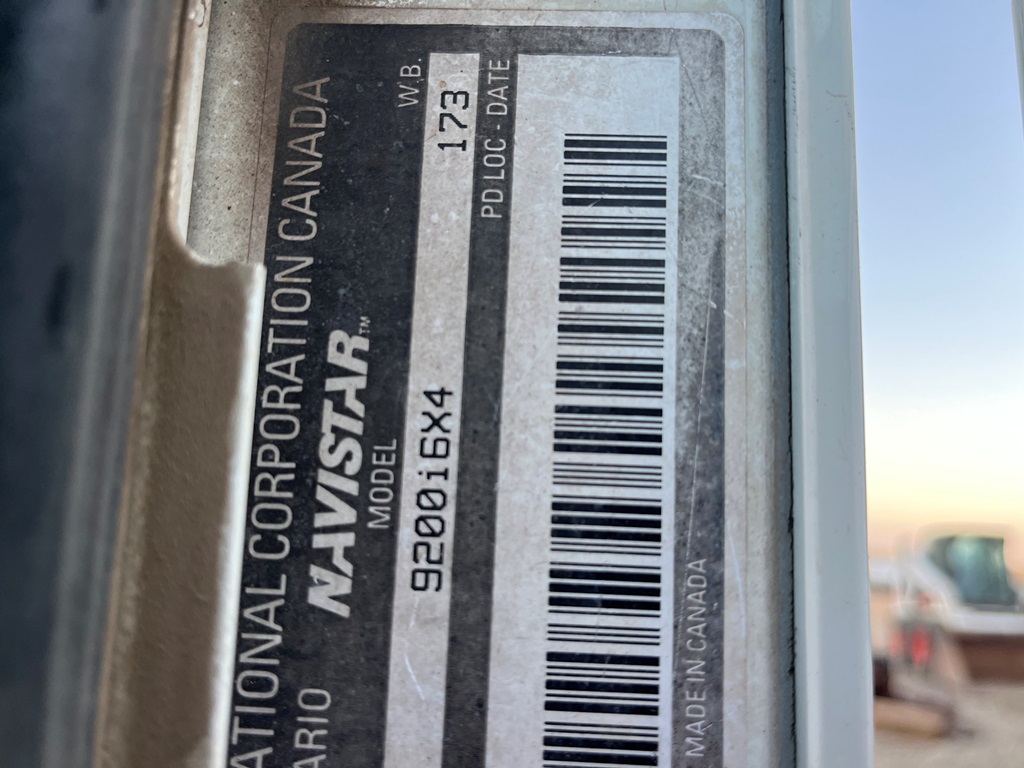 ATIONAL CORPORATION CANADA
ARIO NAVISTAR™
MODEL W.B.
9200i6X4 173
PD LOC - DATE
MADE IN CANADA